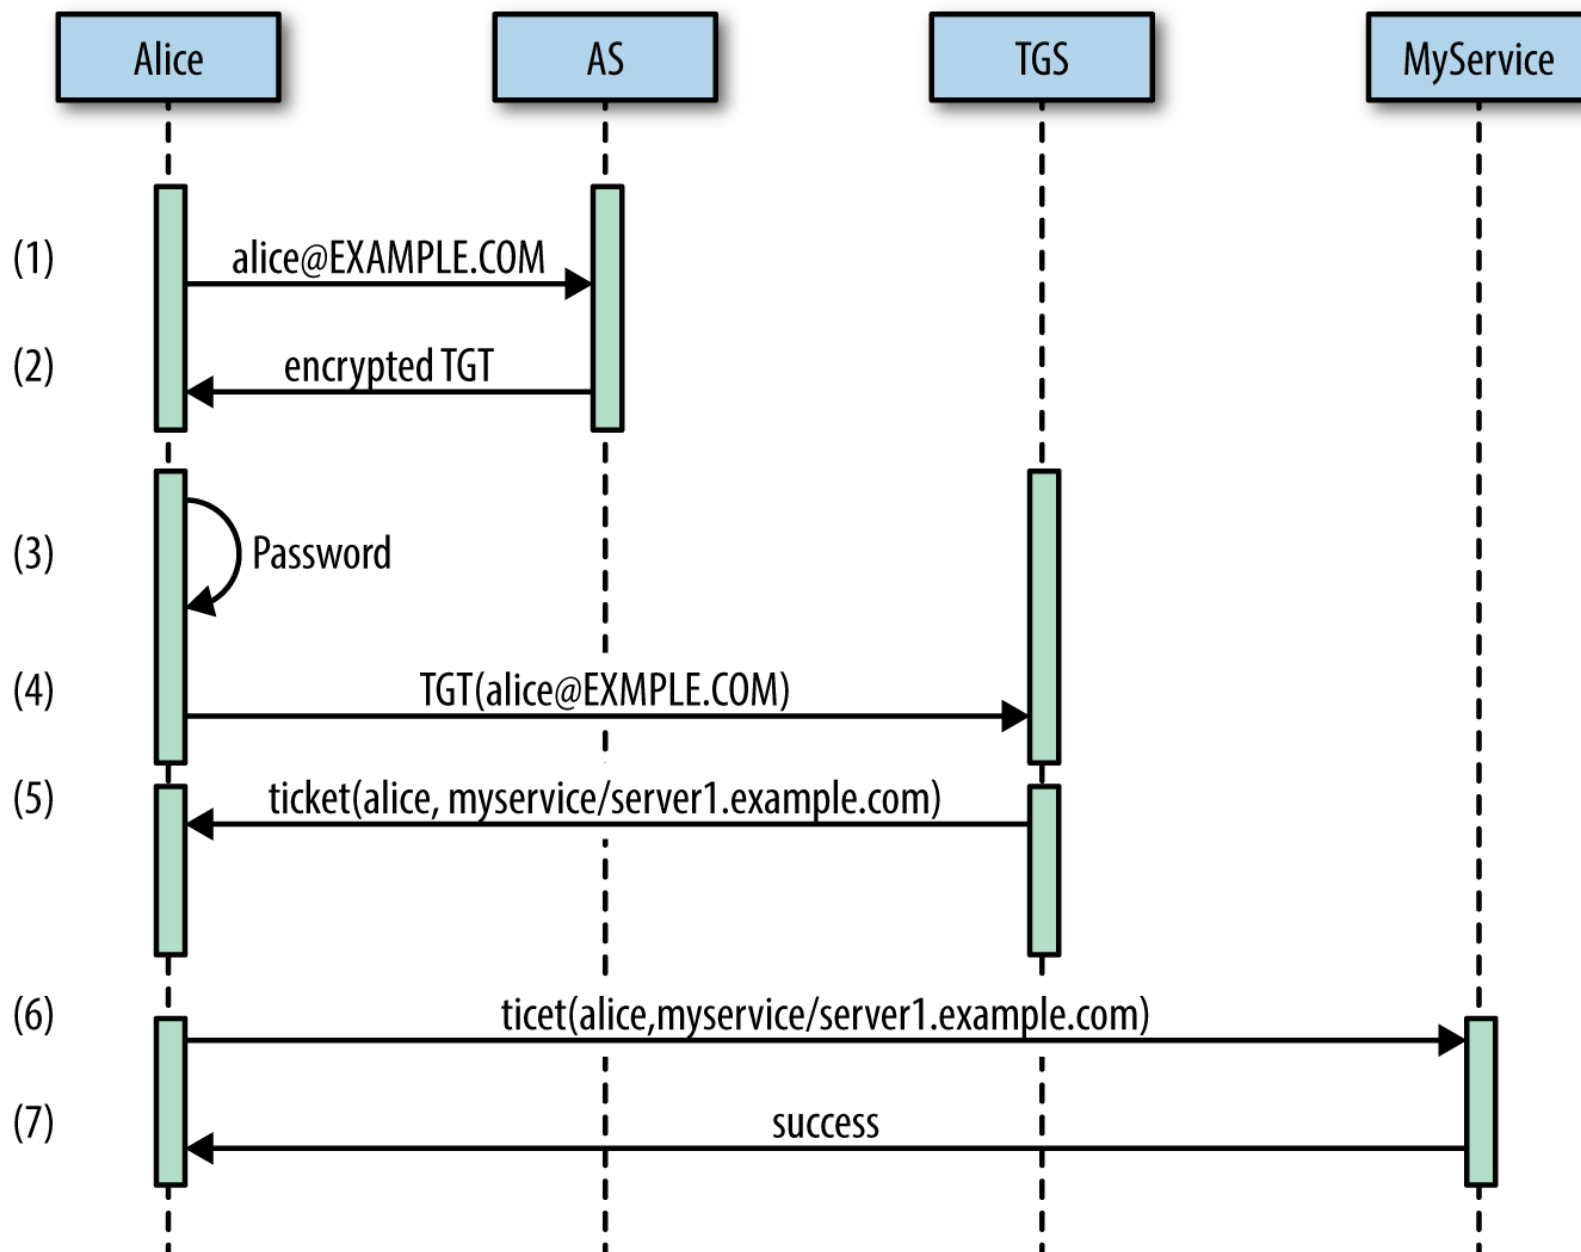 Alice
AS
TGS
MyService
(1)
alice@EXAMPLE.COM
(2)
encrypted TGT
(3)
Password
(4)
TGT(alice@EXMPLE.COM)
(5)
ticket(alice, myservice/server1.example.com)
(6)
ticet(alice,myservice/server1.example.com)
(7)
success